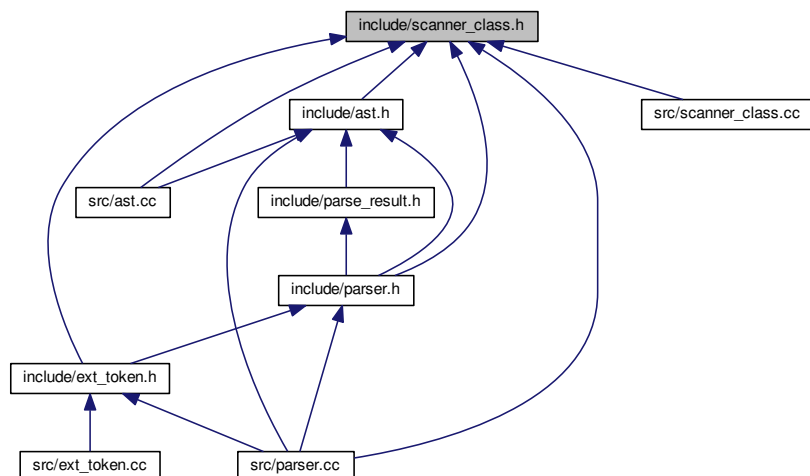 include/scanner_class.h
include/ast.h
src/scanner_class.cc
src/ast.cc
include/parse_result.h
include/parser.h
include/ext_token.h
src/ext_token.cc
src/parser.cc